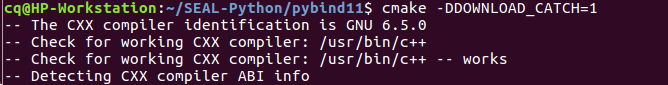 cq@HP-Workstation:~/SEAL-Python/pybind11$ cmake -DDOWNLOAD_CATCH=1
-- The CXX compiler identification is GNU 6.5.0
-- Check for working CXX compiler: /usr/bin/c++
-- Check for working CXX compiler: /usr/bin/c++ -- works
-- Detecting CXX compiler ABI info